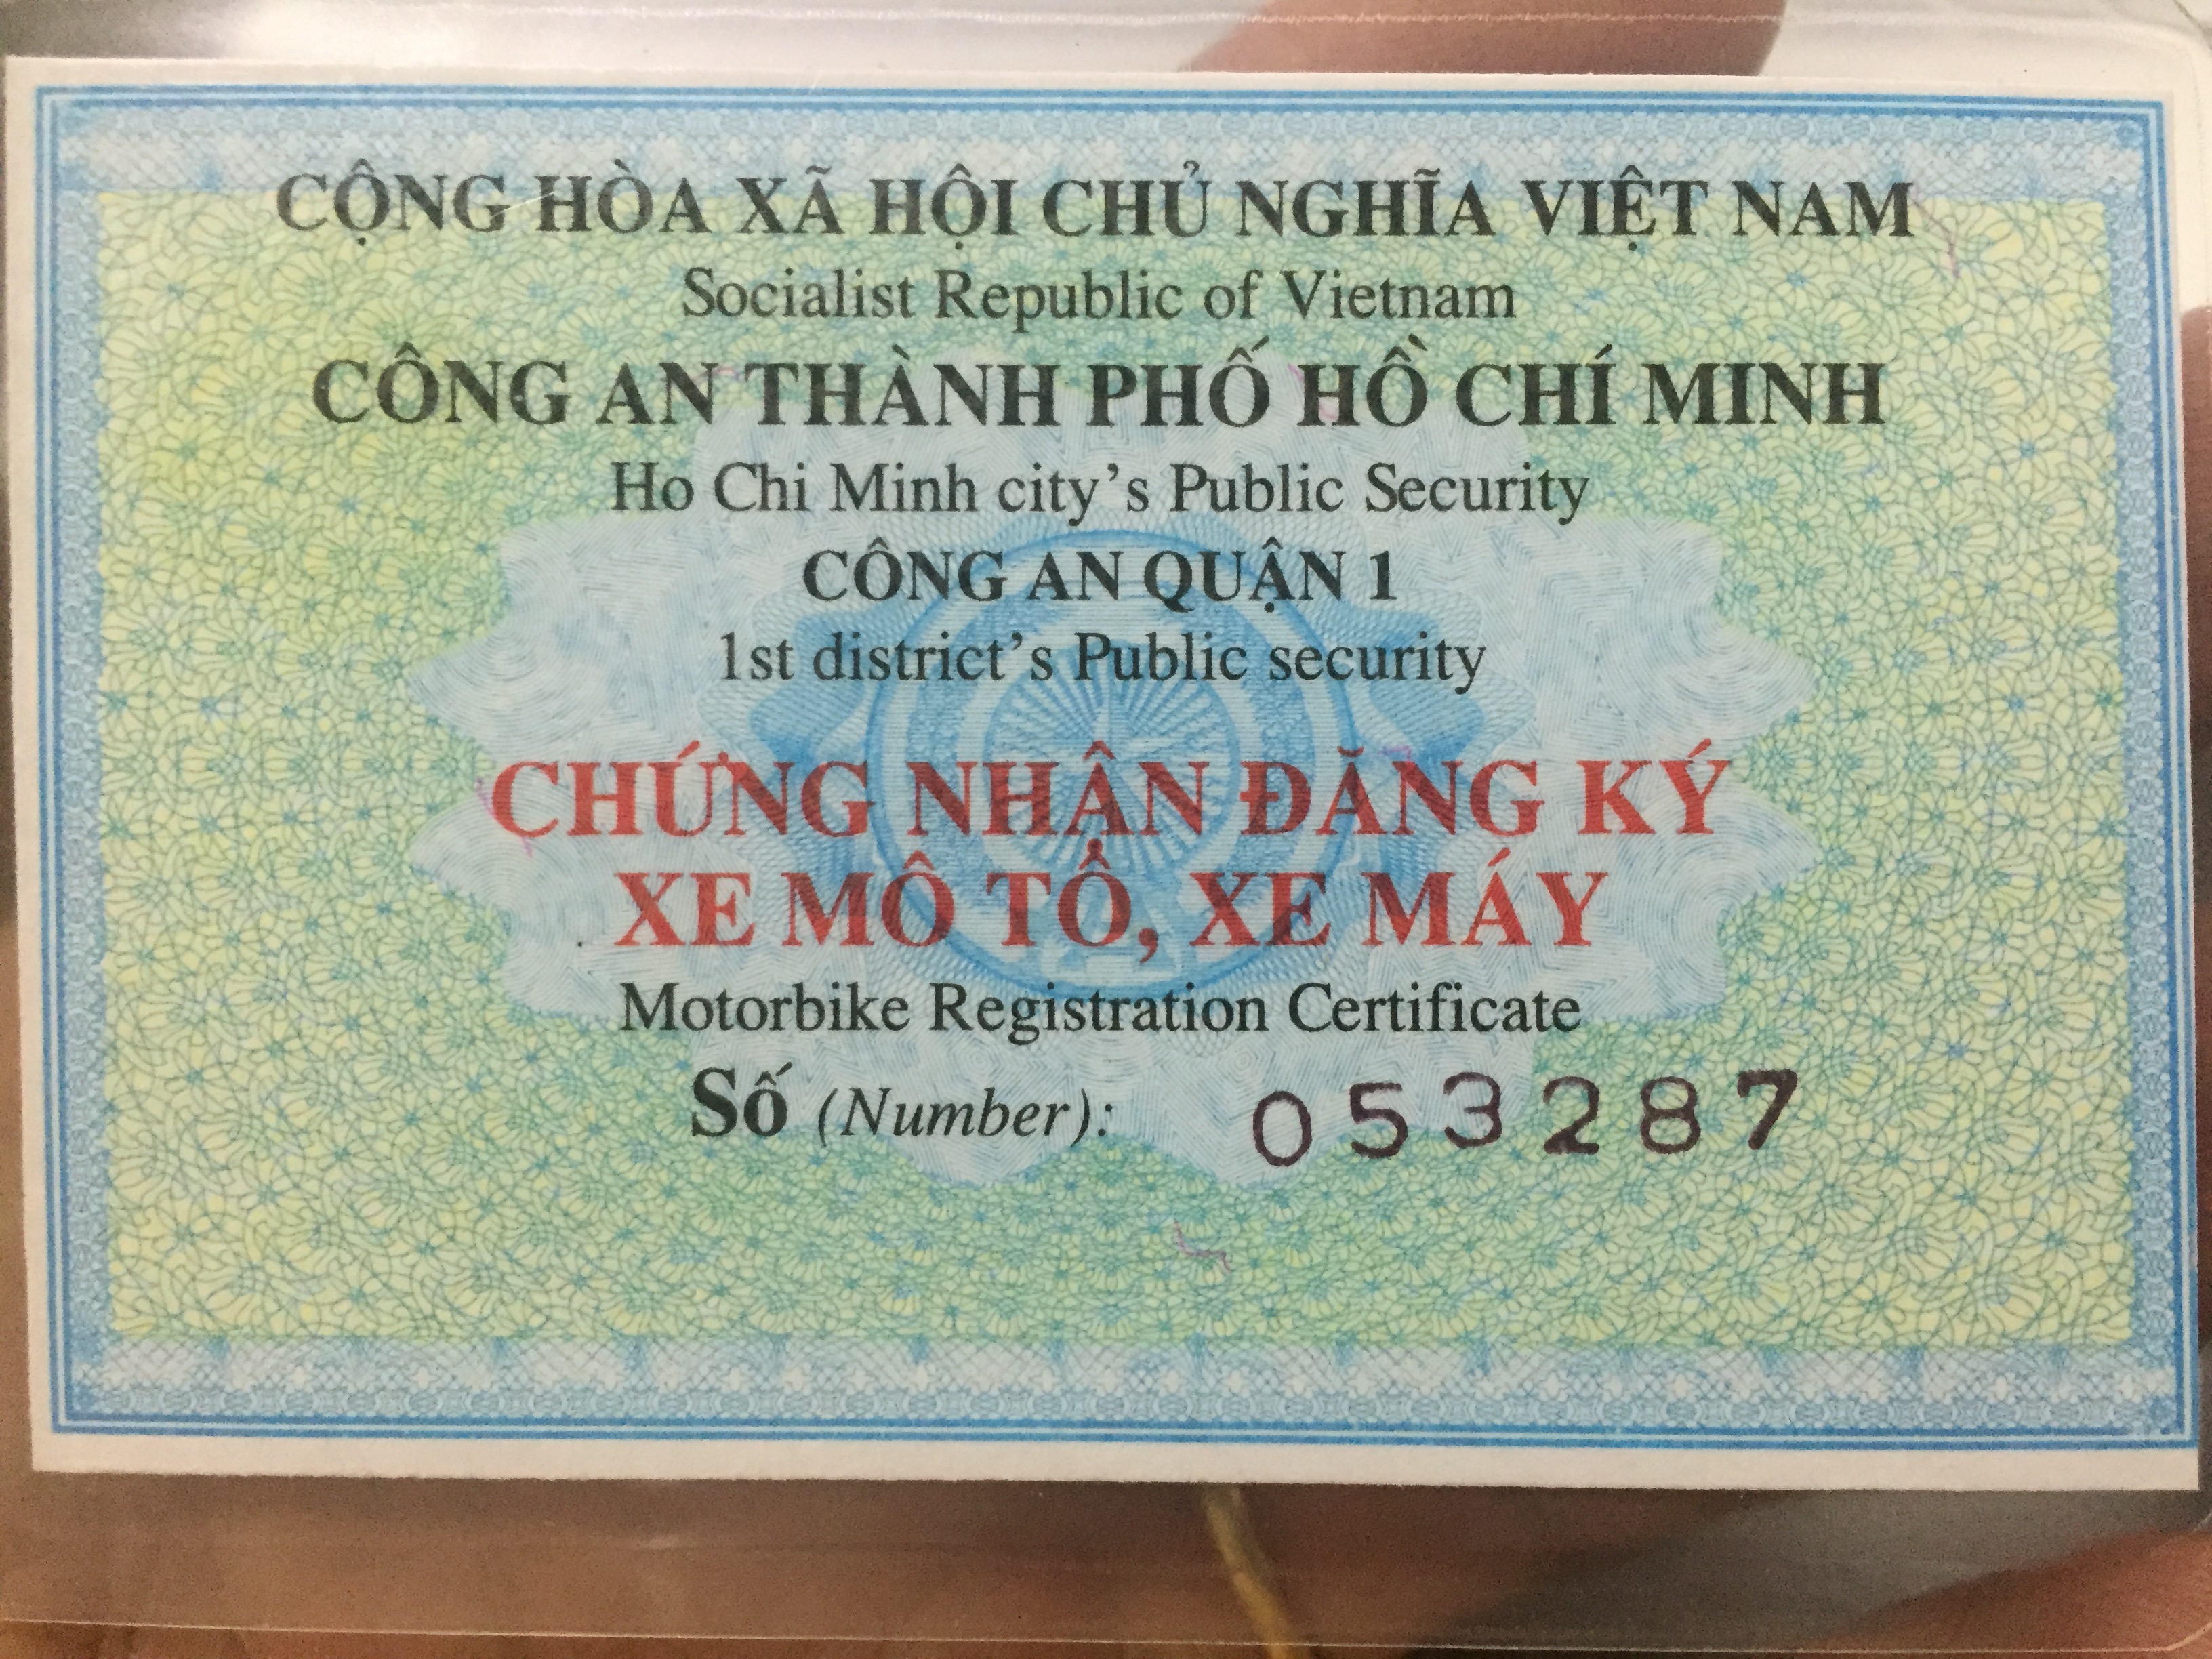 CỘNG HÒA XÃ HỘI CHỦ NGHĨA VIỆT NAM
Socialist Republic of Vietnam
CÔNG AN THÀNH PHỐ HỒ CHÍ MINH
Ho Chi Minh city's Public Security
CÔNG AN QUẬN 1
1st district's Public security
CHỨNG NHẬN ĐĂNG KÝ
XE MÔ TÔ, XE MÁY
Motorbike Registration Certificate
Số (Number): 053287